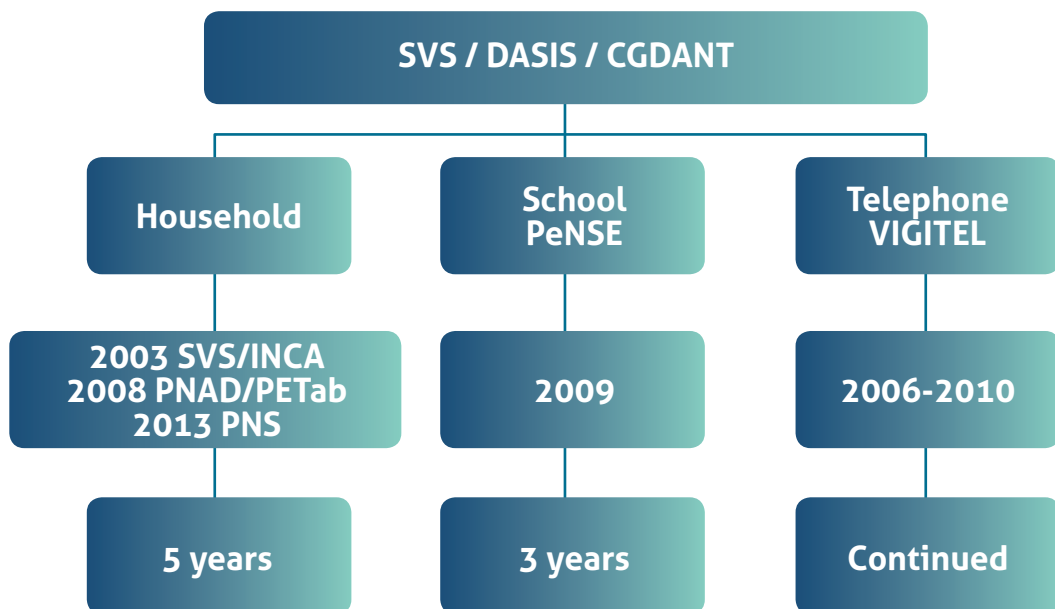 SVS / DASIS / CGDANT
Household
School
PeNSE
Telephone
VIGITEL
2003 SVS/INCA
2008 PNAD/PETab
2013 PNS
2009
2006-2010
5 years
3 years
Continued